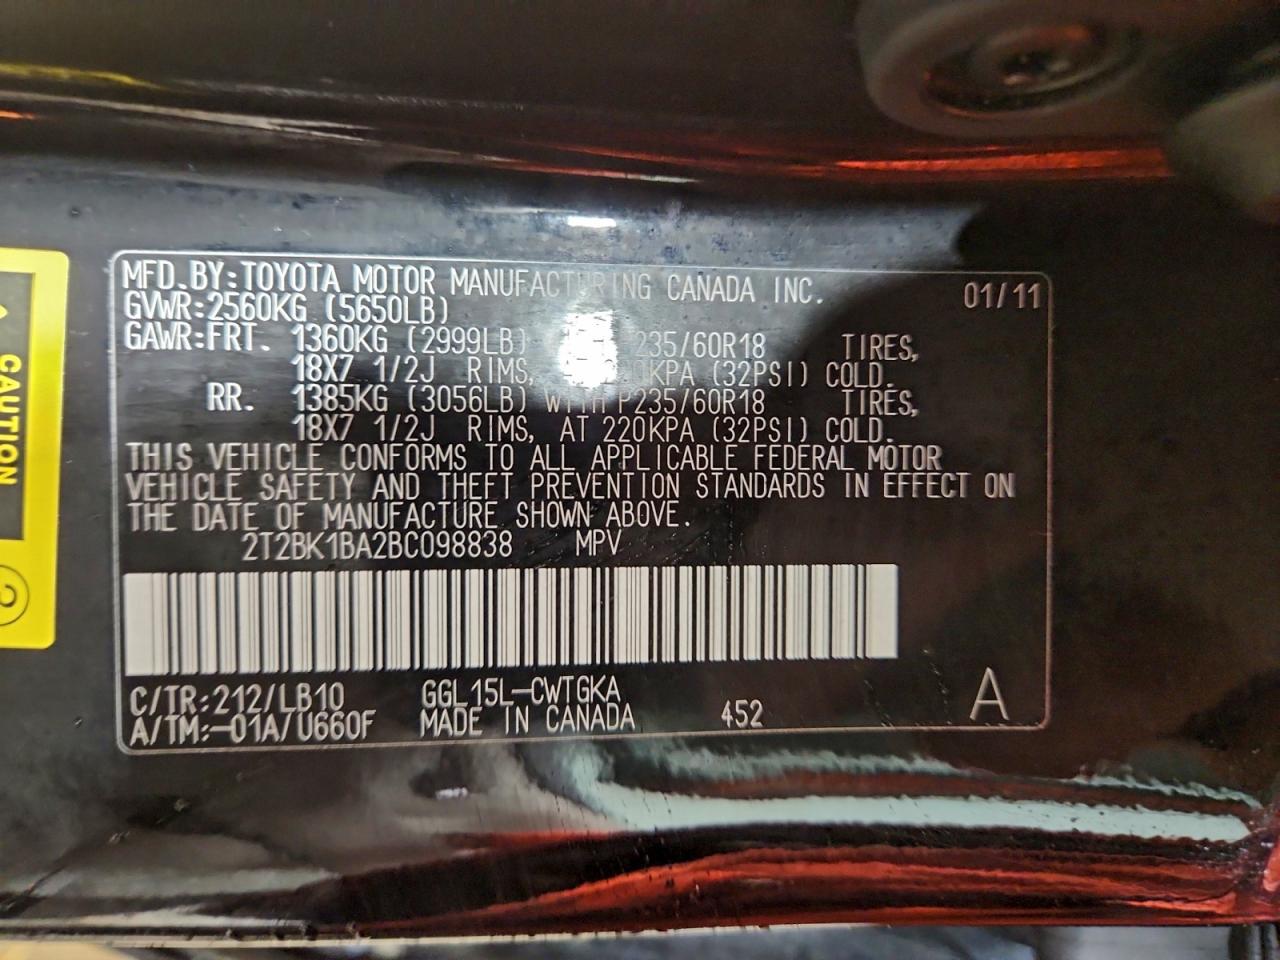 MFD.BY:TOYOTA MOTOR MANUFACTURING CANADA INC. 01/11
GVWR:2560KG (5650LB)
GAWR:FRT. 1360KG (2999LB) P235/60R18 TIRES,
18X7 1/2J RIMS, KPA (32PSI) COLD.
RR. 1385KG (3056LB) WITH P235/60R18 TIRES,
18X7 1/2J RIMS, AT 220KPA (32PSI) COLD.
THIS VEHICLE CONFORMS TO ALL APPLICABLE FEDERAL MOTOR
VEHICLE SAFETY AND THEFT PREVENTION STANDARDS IN EFFECT ON
THE DATE OF MANUFACTURE SHOWN ABOVE.
2T2BK1BA2BC098838 MPV
C/TR:212/LB10 GGL15L-CWTGKA
A/TM:-01A/U660F MADE IN CANADA 452 A
CAUTION